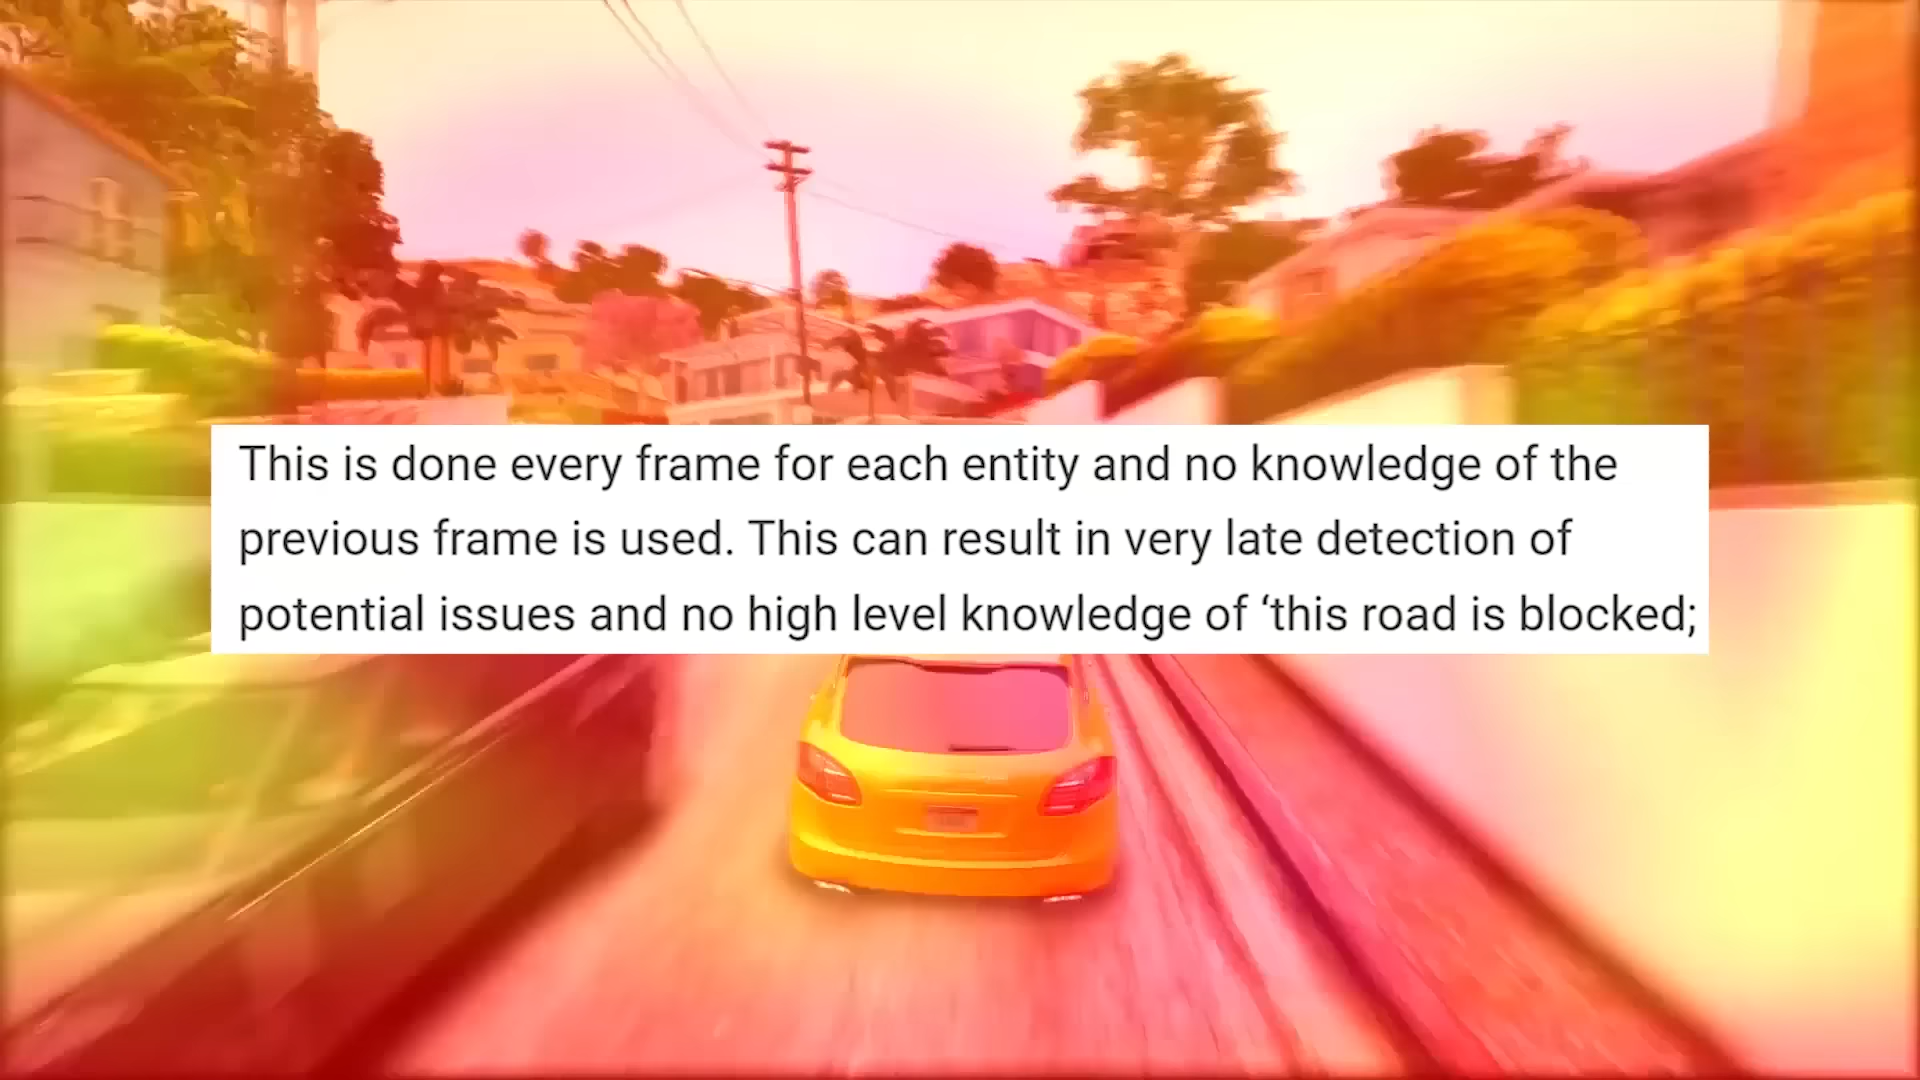 This is done every frame for each entity and no knowledge of the
previous frame is used. This can result in very late detection of
potential issues and no high level knowledge of ‘this road is blocked;